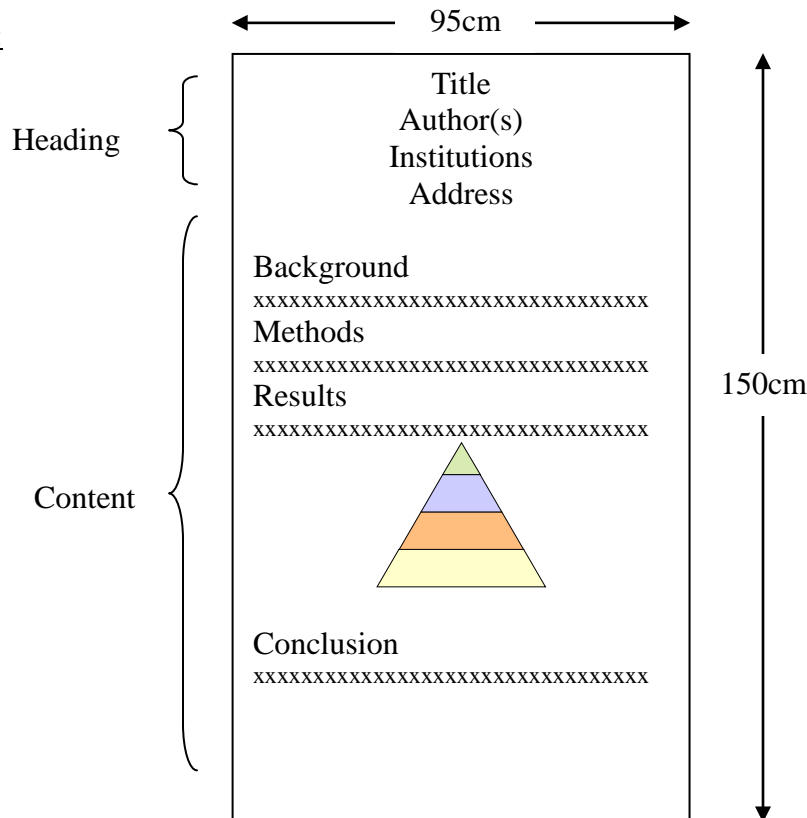 95cm
Title
Author(s)
Institutions
Address
Heading
Background
xxxxxxxxxxxxxxxxxxxxxxxxxxxxxxxxx
Methods
xxxxxxxxxxxxxxxxxxxxxxxxxxxxxxxxx
Results
xxxxxxxxxxxxxxxxxxxxxxxxxxxxxxxxx
150cm
Content
Conclusion
xxxxxxxxxxxxxxxxxxxxxxxxxxxxxxxxx